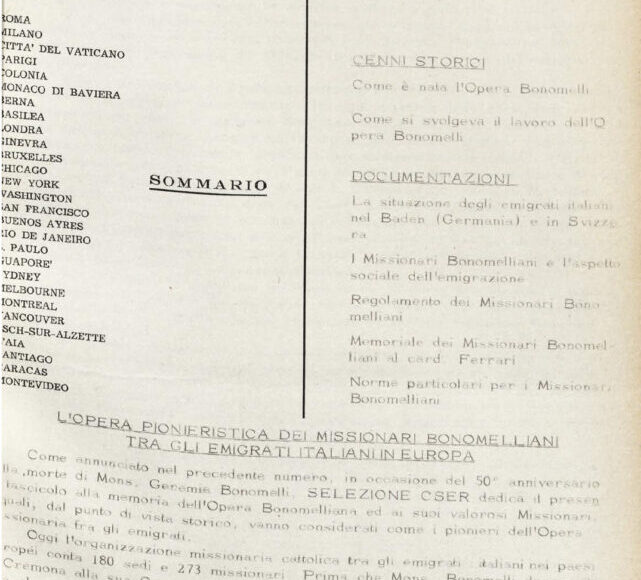 ROMA
MILANO
CITTA' DEL VATICANO
PARIGI
COLONIA
MONACO DI BAVIERA
BERNA
BASILEA
LONDRA
GINEVRA
BRUXELLES
CHICAGO
NEW YORK
WASHINGTON
SAN FRANCISCO
BUENOS AYRES
RIO DE JANEIRO
S. PAULO
GUAPORE'
SYDNEY
MELBOURNE
MONTREAL
VANCOUVER
ESCH-SUR-ALZETTE
SANTIAGO
CARACAS
MONTEVIDEO
SOMMARIO
CENNI STORICI
Come è nata l'Opera Bonomelli
Come si svolgeva il lavoro dell'O
pera Bonomelli
DOCUMENTAZIONI
La situazione degli emigrati italiani
nel Baden (Germania) e in Svizze
ra
I Missionari Bonomelliani e l'aspetto
sociale dell'emigrazione
Regolamento dei Missionari Bono
melliani
Memoriale dei Missionari Bonomel-
liani al card. Ferrari
Norme particolari per i Missionari
Bonomelliani
L'OPERA PIONIERISTICA DEI MISSIONARI BONOMELLIANI
TRA GLI EMIGRATI ITALIANI IN EUROPA
Come annunciato nel precedente numero, in occasione del 50° anniversario
lla morte di Mons. Geremia Bonomelli, SELEZIONE CSER dedica il presen
fascicolo alla memoria dell'Opera Bonomelliana ed ai suoi valorosi Missionari,
quali, dal punto di vista storico, vanno considerati come i pionieri dell'Opera
ssionaria fra gli emigrati.
Oggi l'organizzazione missionaria cattolica tra gli emigrati italiani nei paesi
ropei conta 180 sedi e 273 missionari. Prima che Mons. Bonomelli
Cremona alla sua